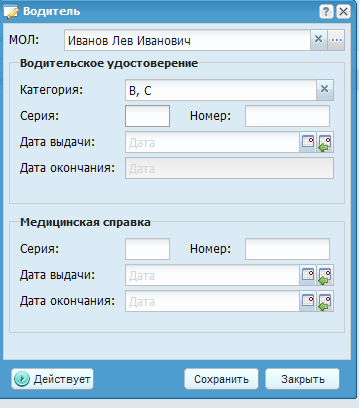 Водитель
МОЛ: Иванов Лев Иванович
Водительское удостоверение
Категория: B, C
Серия: Номер:
Дата выдачи: Дата
Дата окончания: Дата
Медицинская справка
Серия: Номер:
Дата выдачи: Дата
Дата окончания: Дата
Действует Сохранить Закрыть